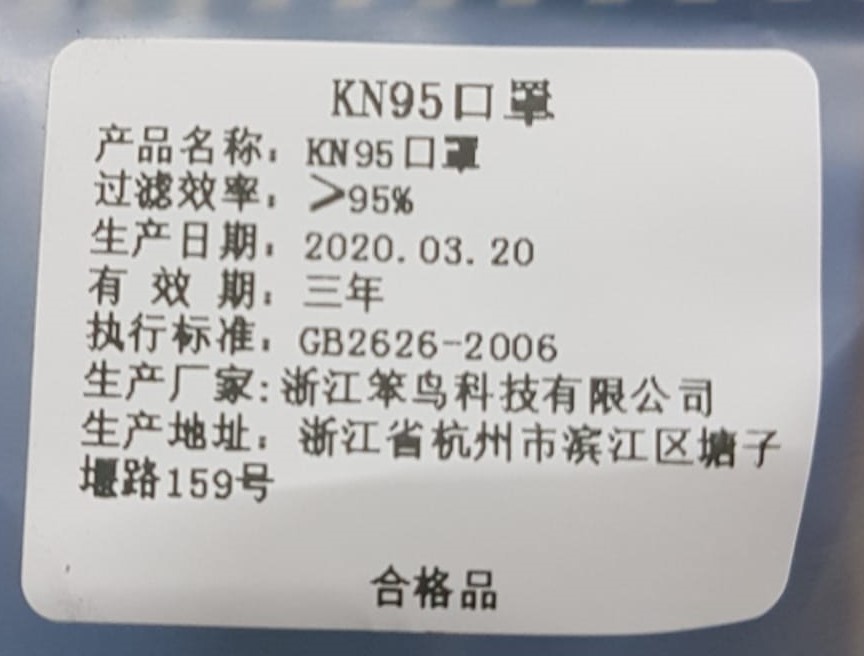 KN95口罩
产品名称：KN95口罩
过滤效率：>95%
生产日期：2020.03.20
有 效 期：三年
执行标准：GB2626-2006
生产厂家:浙江笨鸟科技有限公司
生产地址：浙江省杭州市滨江区塘子
堰路159号
合格品